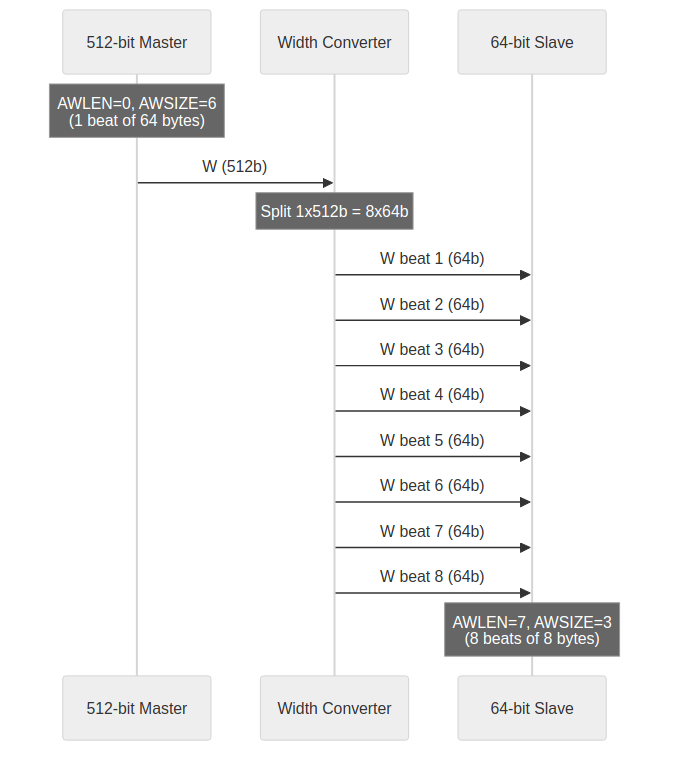 512-bit Master
Width Converter
64-bit Slave
AWLEN=0, AWSIZE=6
(1 beat of 64 bytes)
W (512b)
Split 1x512b = 8x64b
W beat 1 (64b)
W beat 2 (64b)
W beat 3 (64b)
W beat 4 (64b)
W beat 5 (64b)
W beat 6 (64b)
W beat 7 (64b)
W beat 8 (64b)
AWLEN=7, AWSIZE=3
(8 beats of 8 bytes)
512-bit Master
Width Converter
64-bit Slave